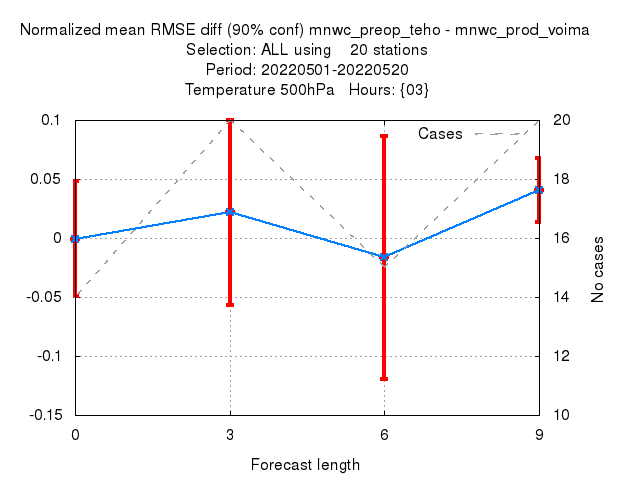 Normalized mean RMSE diff (90% conf) mnwc_preop_teho - mnwc_prod_voima
Selection: ALL using    20 stations
Period: 20220501-20220520
Temperature 500hPa   Hours: {03}
0.1
0.05
0
-0.05
-0.1
-0.15
Cases
20
18
16
14
12
10
No cases
0 3 6 9
Forecast length